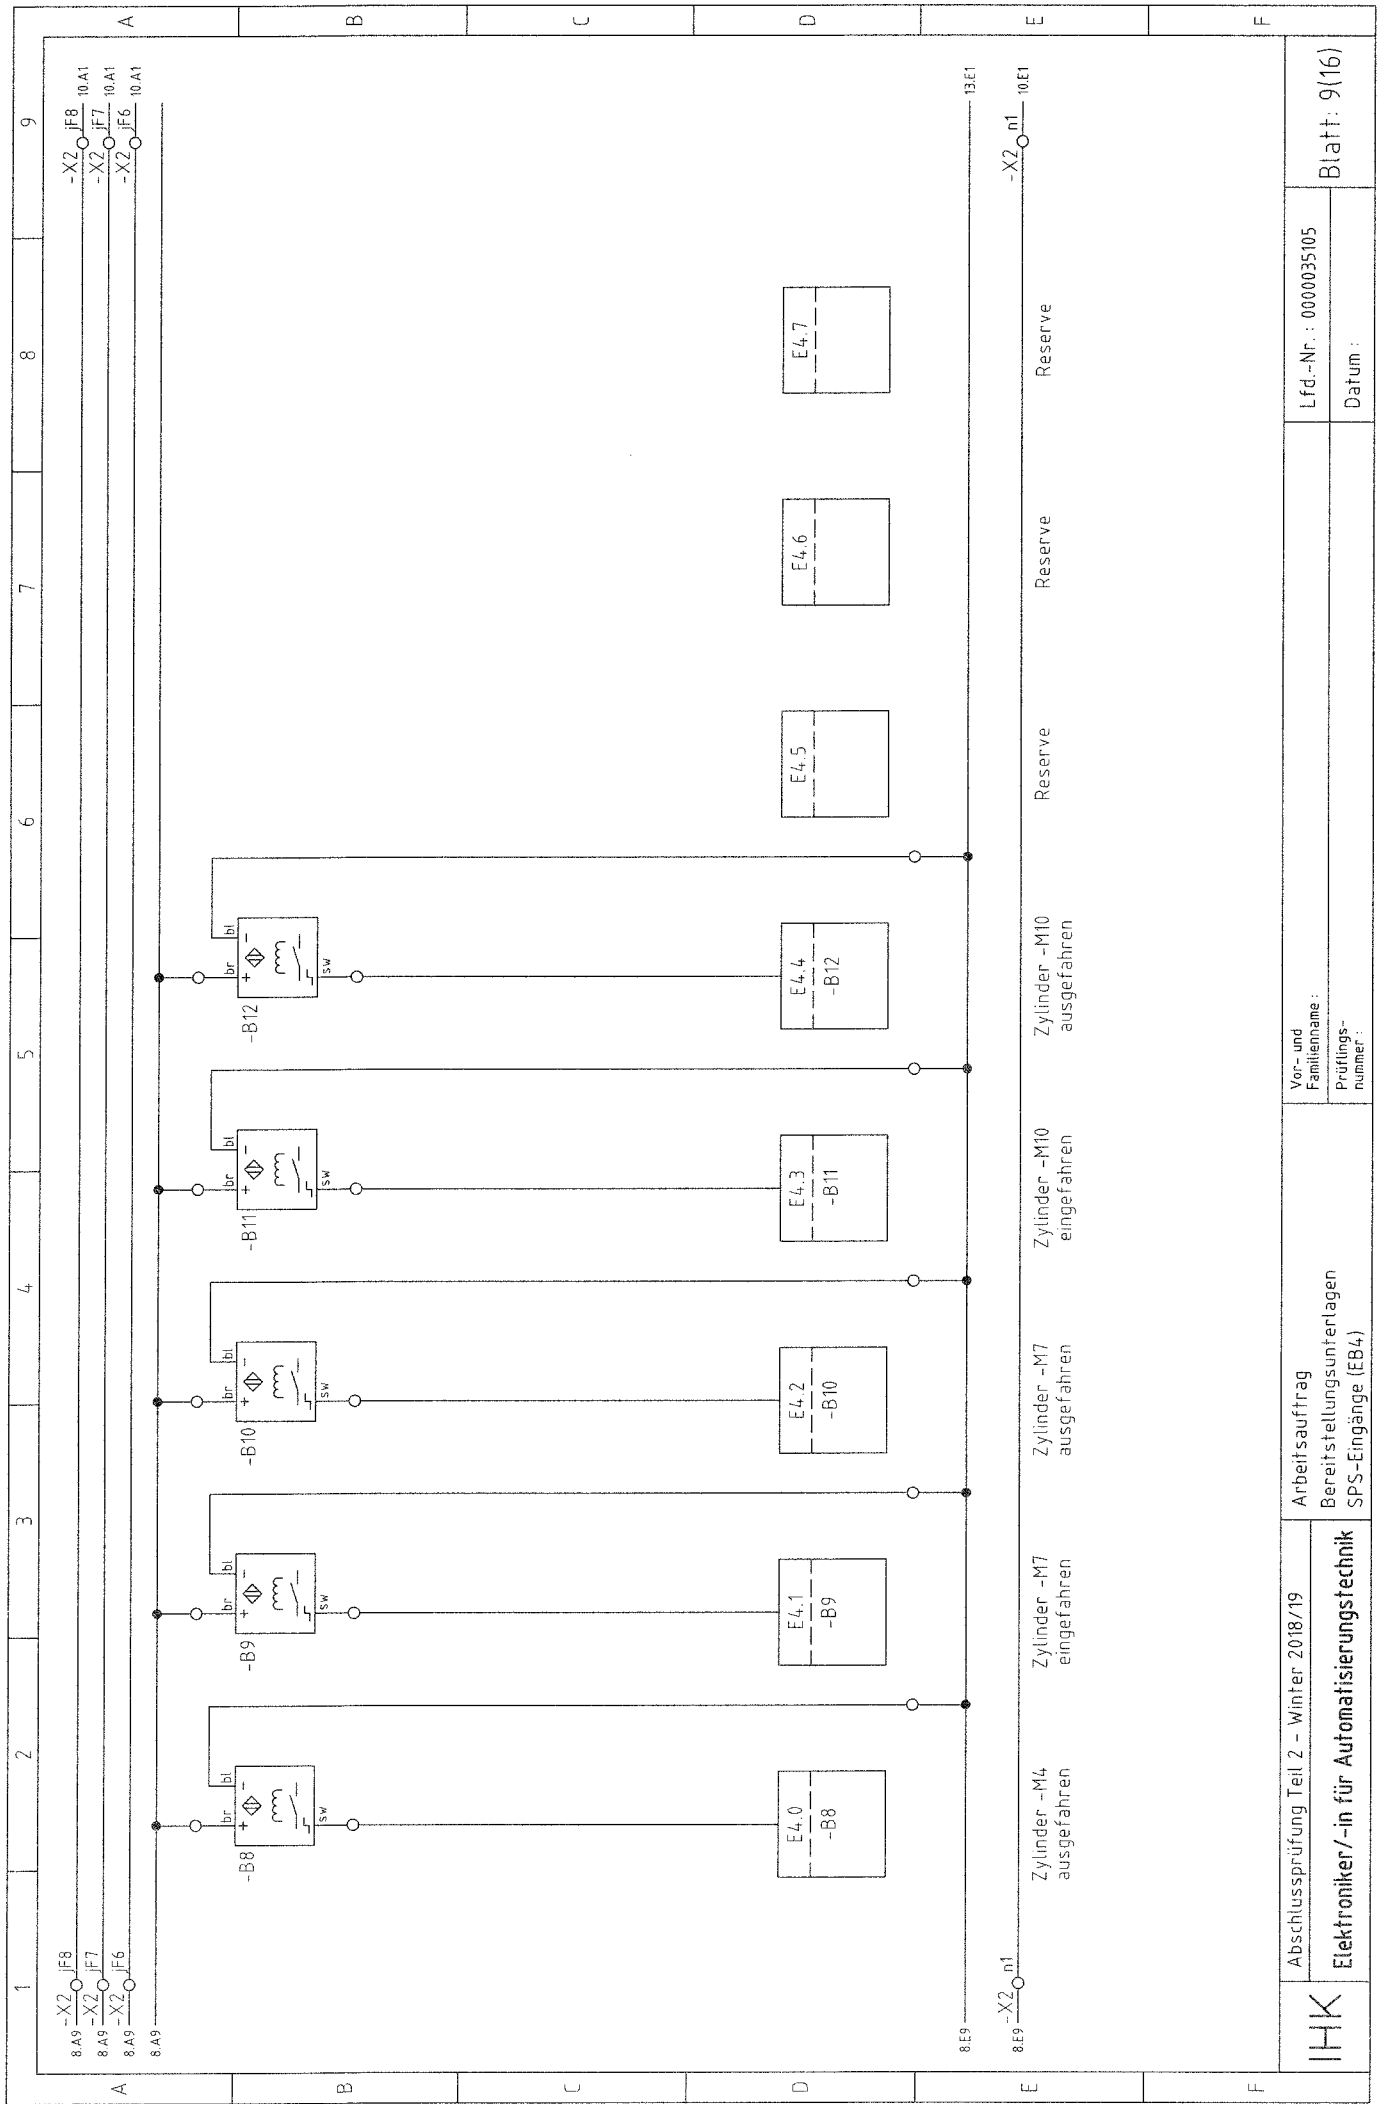 1 2 3 4 5 6 7 8 9
A
B
C
D
E
F
A
B
C
D
E
F
8.A9 -X2 jF8
8.A9 -X2 jF7
8.A9 -X2 jF6
8.A9
-X2 jF8 10.A1
-X2 jF7 10.A1
-X2 jF6 10.A1
-B8 br bl + - sw
-B9 br bl + - sw
-B10 br bl + - sw
-B11 br bl + - sw
-B12 br bl + - sw
E4.0
-B8
E4.1
-B9
E4.2
-B10
E4.3
-B11
E4.4
-B12
E4.5
E4.6
E4.7
8.E9
13.E1
8.E9 -X2 n1
-X2 n1 10.E1
Zylinder -M4
ausgefahren
Zylinder -M7
eingefahren
Zylinder -M7
ausgefahren
Zylinder -M10
eingefahren
Zylinder -M10
ausgefahren
Reserve
Reserve
Reserve
IHK
Abschlussprüfung Teil 2 - Winter 2018/19
Elektroniker/-in für Automatisierungstechnik
Arbeitsauftrag
Bereitstellungsunterlagen
SPS-Eingänge (EB4)
Vor- und
Familienname :
Prüflings-
nummer :
Lfd.-Nr. : 0000035105
Datum :
Blatt: 9(16)